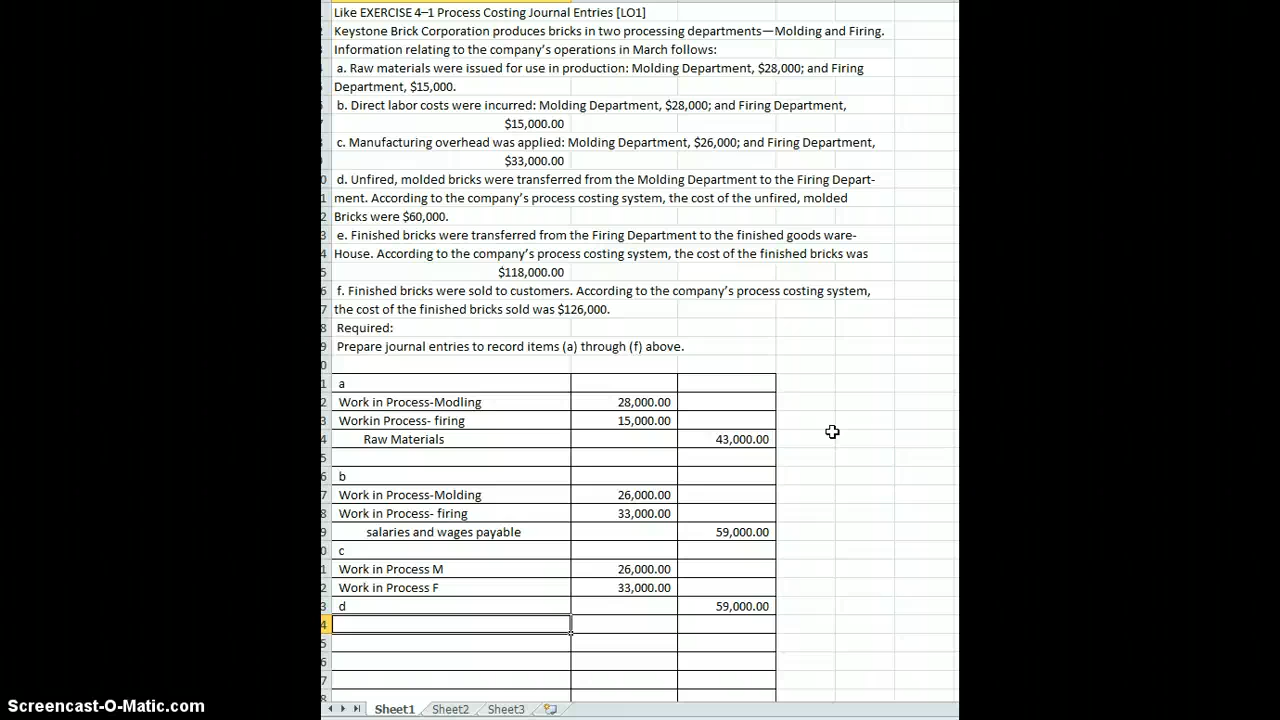 Like EXERCISE 4–1 Process Costing Journal Entries [LO1]
Keystone Brick Corporation produces bricks in two processing departments—Molding and Firing.
Information relating to the company's operations in March follows:
a. Raw materials were issued for use in production: Molding Department, $28,000; and Firing
Department, $15,000.
b. Direct labor costs were incurred: Molding Department, $28,000; and Firing Department,
$15,000.00
c. Manufacturing overhead was applied: Molding Department, $26,000; and Firing Department,
$33,000.00
d. Unfired, molded bricks were transferred from the Molding Department to the Firing Depart-
ment. According to the company's process costing system, the cost of the unfired, molded
Bricks were $60,000.
e. Finished bricks were transferred from the Firing Department to the finished goods ware-
House. According to the company's process costing system, the cost of the finished bricks was
$118,000.00
f. Finished bricks were sold to customers. According to the company's process costing system,
the cost of the finished bricks sold was $126,000.
Required:
Prepare journal entries to record items (a) through (f) above.
a
Work in Process-Modling 28,000.00
Workin Process- firing 15,000.00
Raw Materials 43,000.00
b
Work in Process-Molding 26,000.00
Work in Process- firing 33,000.00
salaries and wages payable 59,000.00
c
Work in Process M 26,000.00
Work in Process F 33,000.00
d 59,000.00
Sheet1 Sheet2 Sheet3
Screencast-O-Matic.com